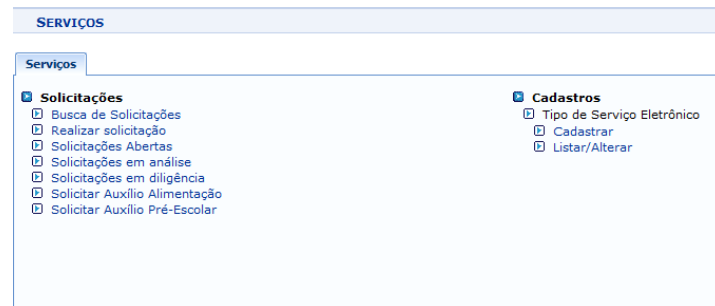 SERVIÇOS
Serviços
Solicitações
Busca de Solicitações
Realizar solicitação
Solicitações Abertas
Solicitações em análise
Solicitações em diligência
Solicitar Auxílio Alimentação
Solicitar Auxílio Pré-Escolar
Cadastros
Tipo de Serviço Eletrônico
Cadastrar
Listar/Alterar